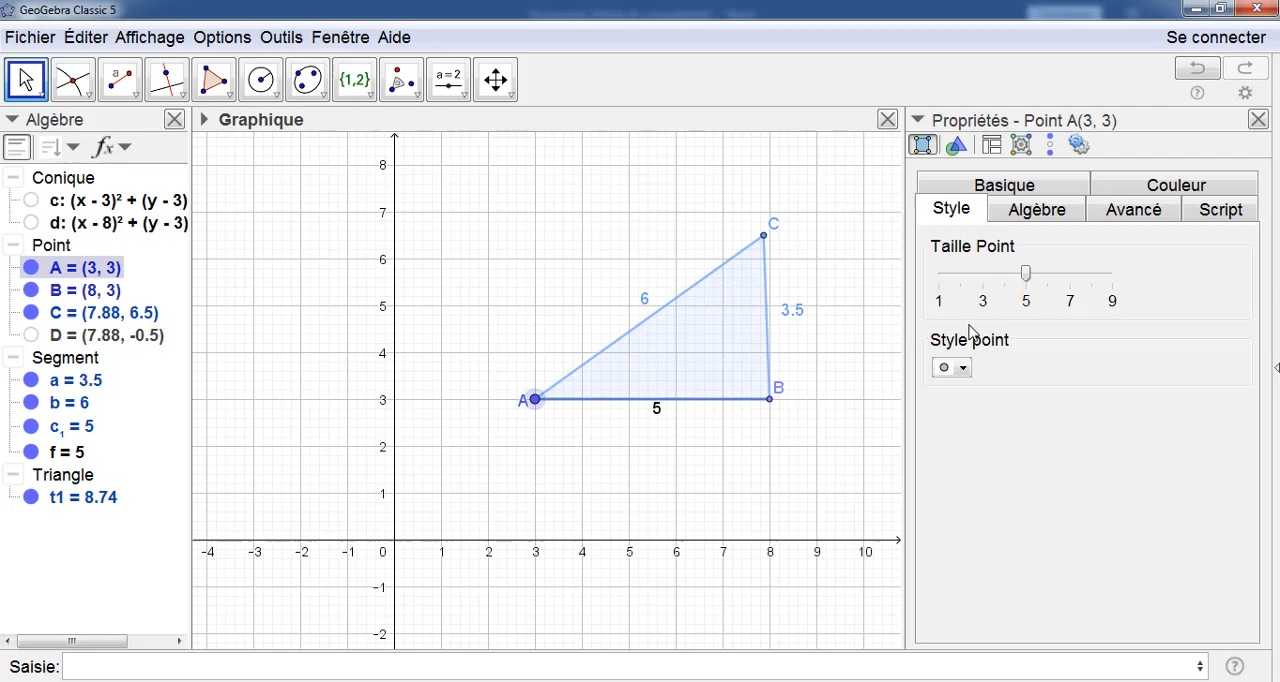 GeoGebra Classic 5
Fichier Éditer Affichage Options Outils Fenêtre Aide
Se connecter
a
{1,2}
a=2
Algèbre
fx
Conique
c: (x - 3)² + (y - 3)
d: (x - 8)² + (y - 3)
Point
A = (3, 3)
B = (8, 3)
C = (7.88, 6.5)
D = (7.88, -0.5)
Segment
a = 3.5
b = 6
c₁ = 5
f = 5
Triangle
t1 = 8.74
Graphique
8
7
6
5
4
3
2
1
0
-1
-2
-4 -3 -2 -1 1 2 3 4 5 6 7 8 9 10
C
6
3.5
A
B
5
Propriétés - Point A(3, 3)
Basique Couleur
Style Algèbre Avancé Script
Taille Point
1 3 5 7 9
Style point
Saisie: